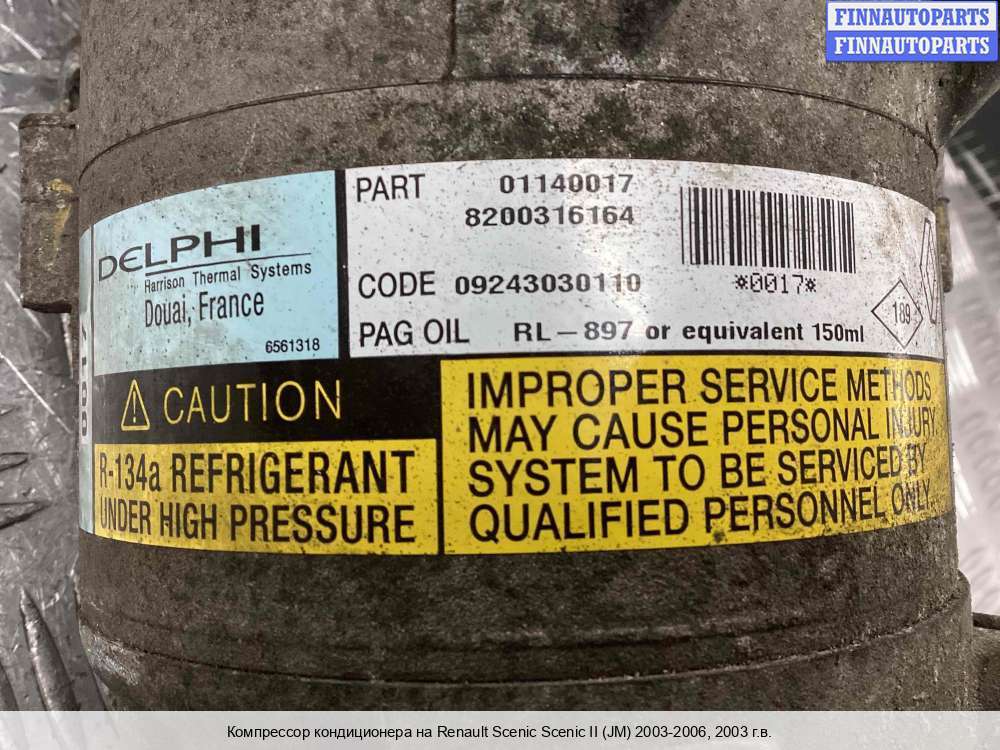 FINNAUTOPARTS
FINNAUTOPARTS
DELPHI
Harrison Thermal Systems
Douai, France
6561318
PART 01140017
8200316164
CODE 09243030110
*0017*
PAG OIL RL-897 or equivalent 150ml
189
CAUTION
R-134a REFRIGERANT
UNDER HIGH PRESSURE
IMPROPER SERVICE METHODS
MAY CAUSE PERSONAL INJURY.
SYSTEM TO BE SERVICED BY
QUALIFIED PERSONNEL ONLY.
Компрессор кондиционера на Renault Scenic Scenic II (JM) 2003-2006, 2003 г.в.